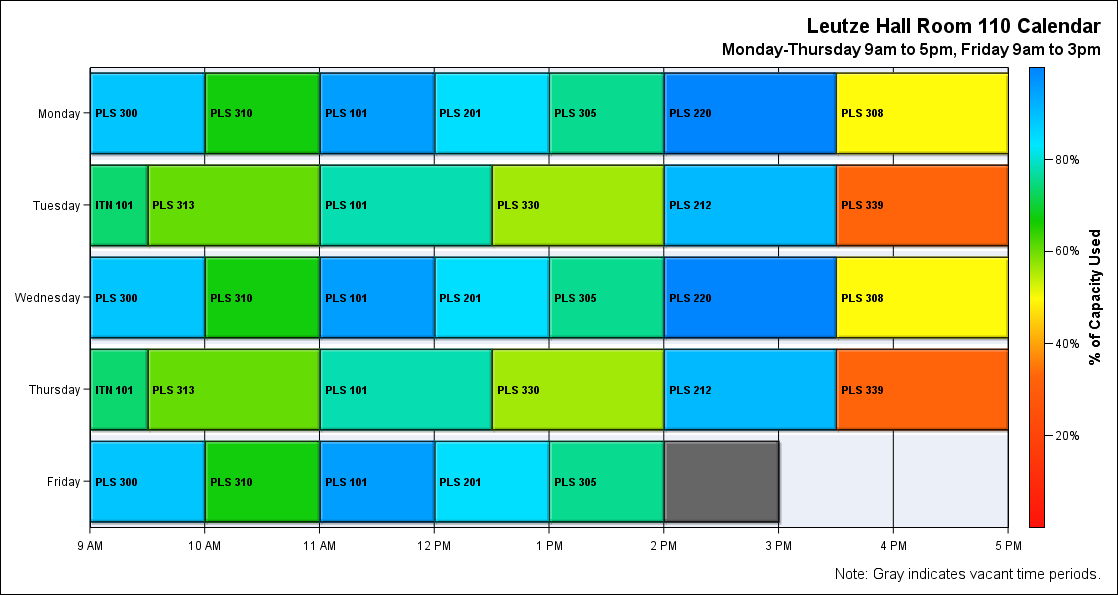 Leutze Hall Room 110 Calendar
Monday-Thursday 9am to 5pm, Friday 9am to 3pm
Monday
PLS 300 PLS 310 PLS 101 PLS 201 PLS 305 PLS 220 PLS 308
Tuesday
ITN 101 PLS 313 PLS 101 PLS 330 PLS 212 PLS 339
Wednesday
PLS 300 PLS 310 PLS 101 PLS 201 PLS 305 PLS 220 PLS 308
Thursday
ITN 101 PLS 313 PLS 101 PLS 330 PLS 212 PLS 339
Friday
PLS 300 PLS 310 PLS 101 PLS 201 PLS 305
9 AM 10 AM 11 AM 12 PM 1 PM 2 PM 3 PM 4 PM 5 PM
80%
60%
40%
20%
% of Capacity Used
Note: Gray indicates vacant time periods.